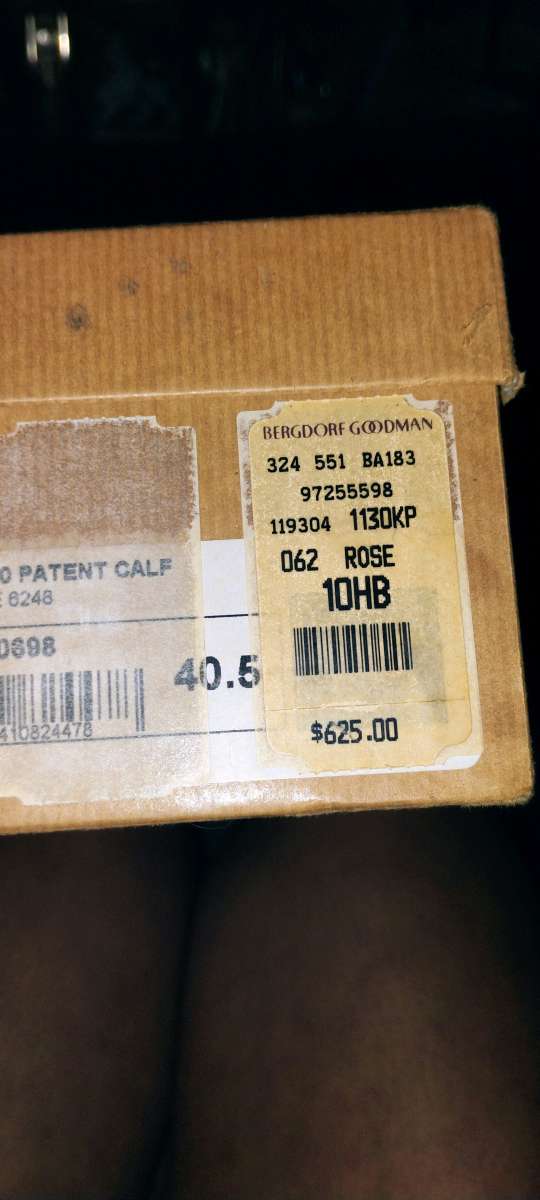 0 PATENT CALF
E 6248
0698
40.5
410824478
BERGDORF GOODMAN
324 551 BA183
97255598
119304 1130KP
062 ROSE
10HB
$625.00